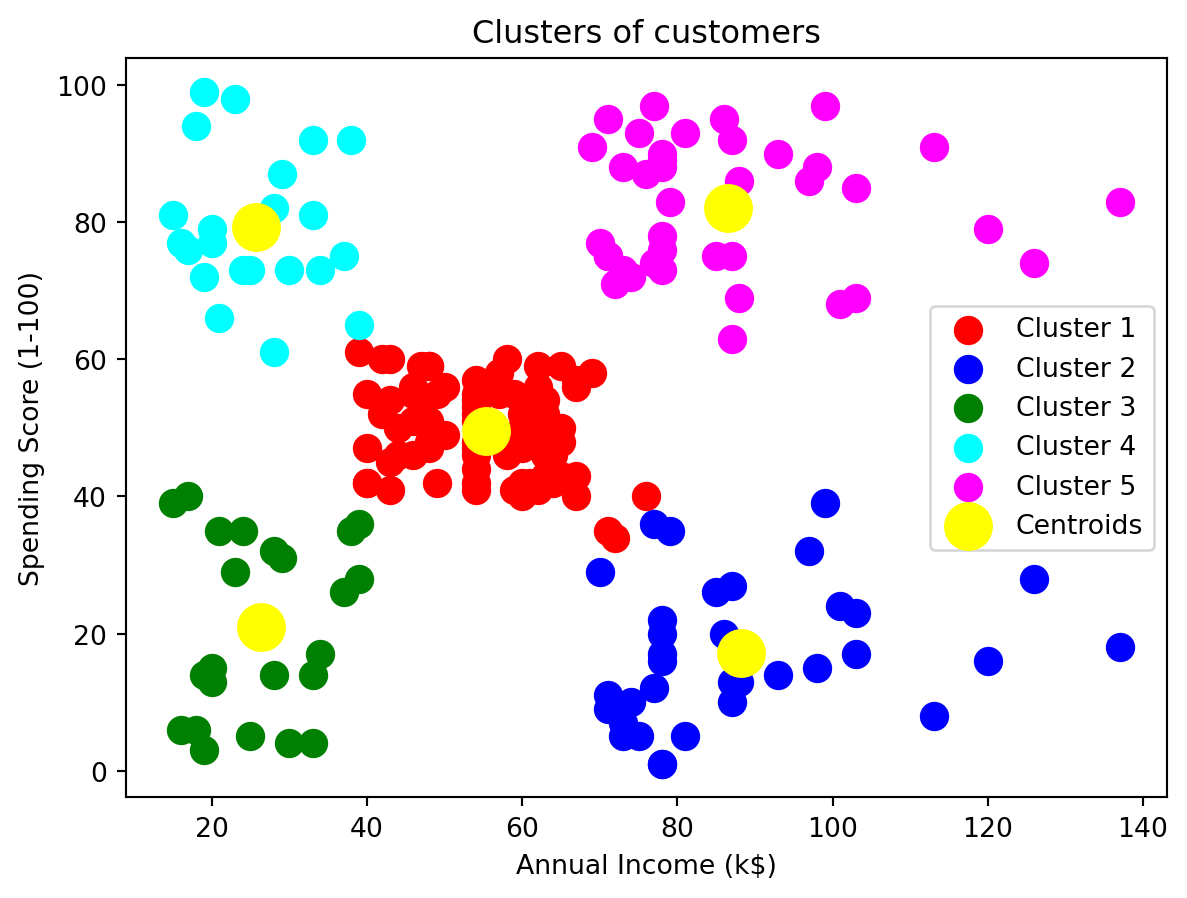 Clusters of customers
100
80
60
40
20
0
Spending Score (1-100)
Cluster 1
Cluster 2
Cluster 3
Cluster 4
Cluster 5
Centroids
20 40 60 80 100 120 140
Annual Income (k$)